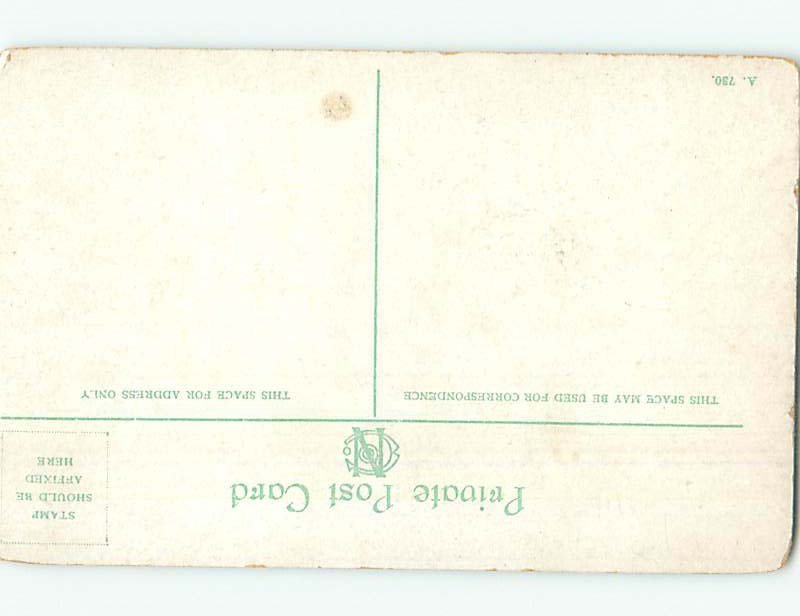 Private Post Card
STAMP
SHOULD BE
AFFIXED
HERE
THIS SPACE MAY BE USED FOR CORRESPONDENCE
THIS SPACE FOR ADDRESS ONLY
A. 730.